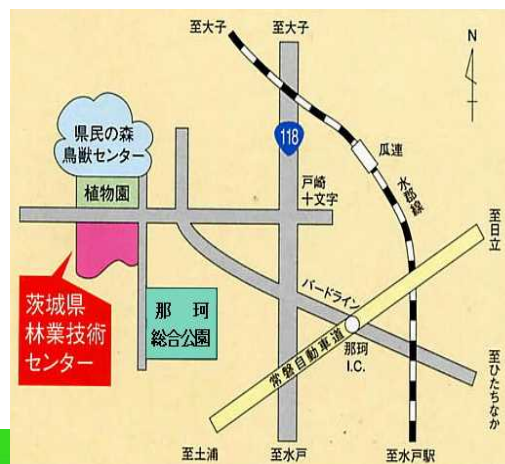 至大子
至大子
N
県民の森
鳥獣センター
118
瓜連
植物園
戸崎
十文字
水郡線
至日立
バードライン
茨城県
林業技術
センター
那珂
総合公園
常磐自動車道
那珂
I.C.
至ひたちなか
至土浦
至水戸
至水戸駅